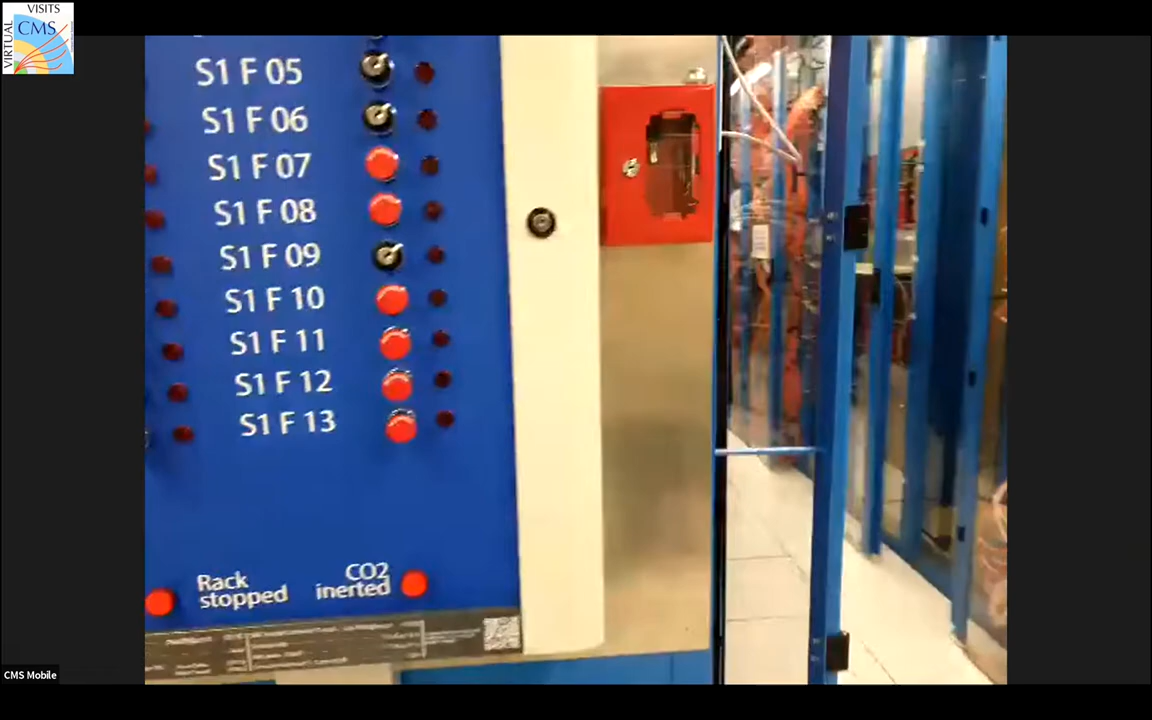 VISITS
VIRTUAL
CMS
S1 F 05
S1 F 06
S1 F 07
S1 F 08
S1 F 09
S1 F 10
S1 F 11
S1 F 12
S1 F 13
Rack
stopped
CO2
inerted
CMS Mobile